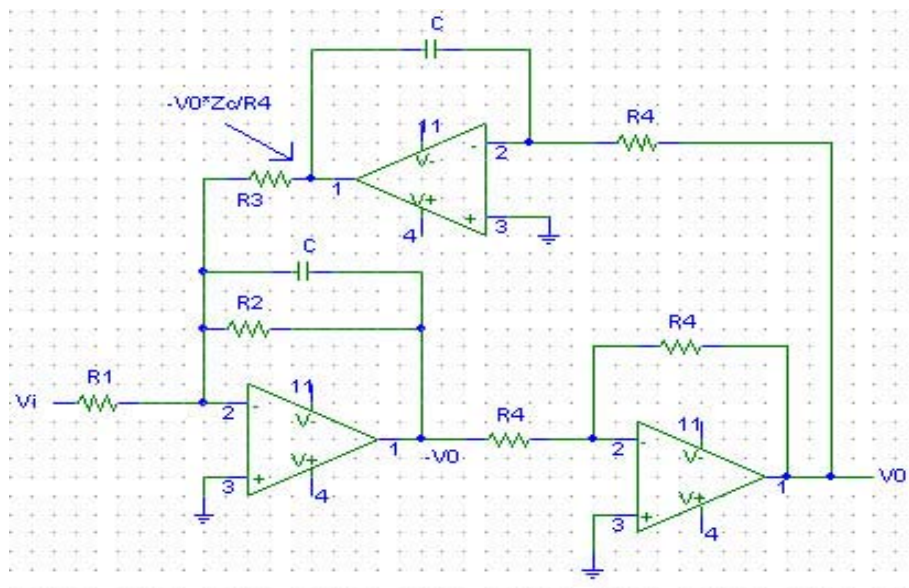 C
-V0*Zc/R4
R4
11
V-
- 2
1
R3
V+
+ 3
4
C
R2
R4
R1
Vi
11
2 -
V-
R4
11
1
-V0
2 -
V-
V+
3 +
4
1
V0
V+
3 +
4